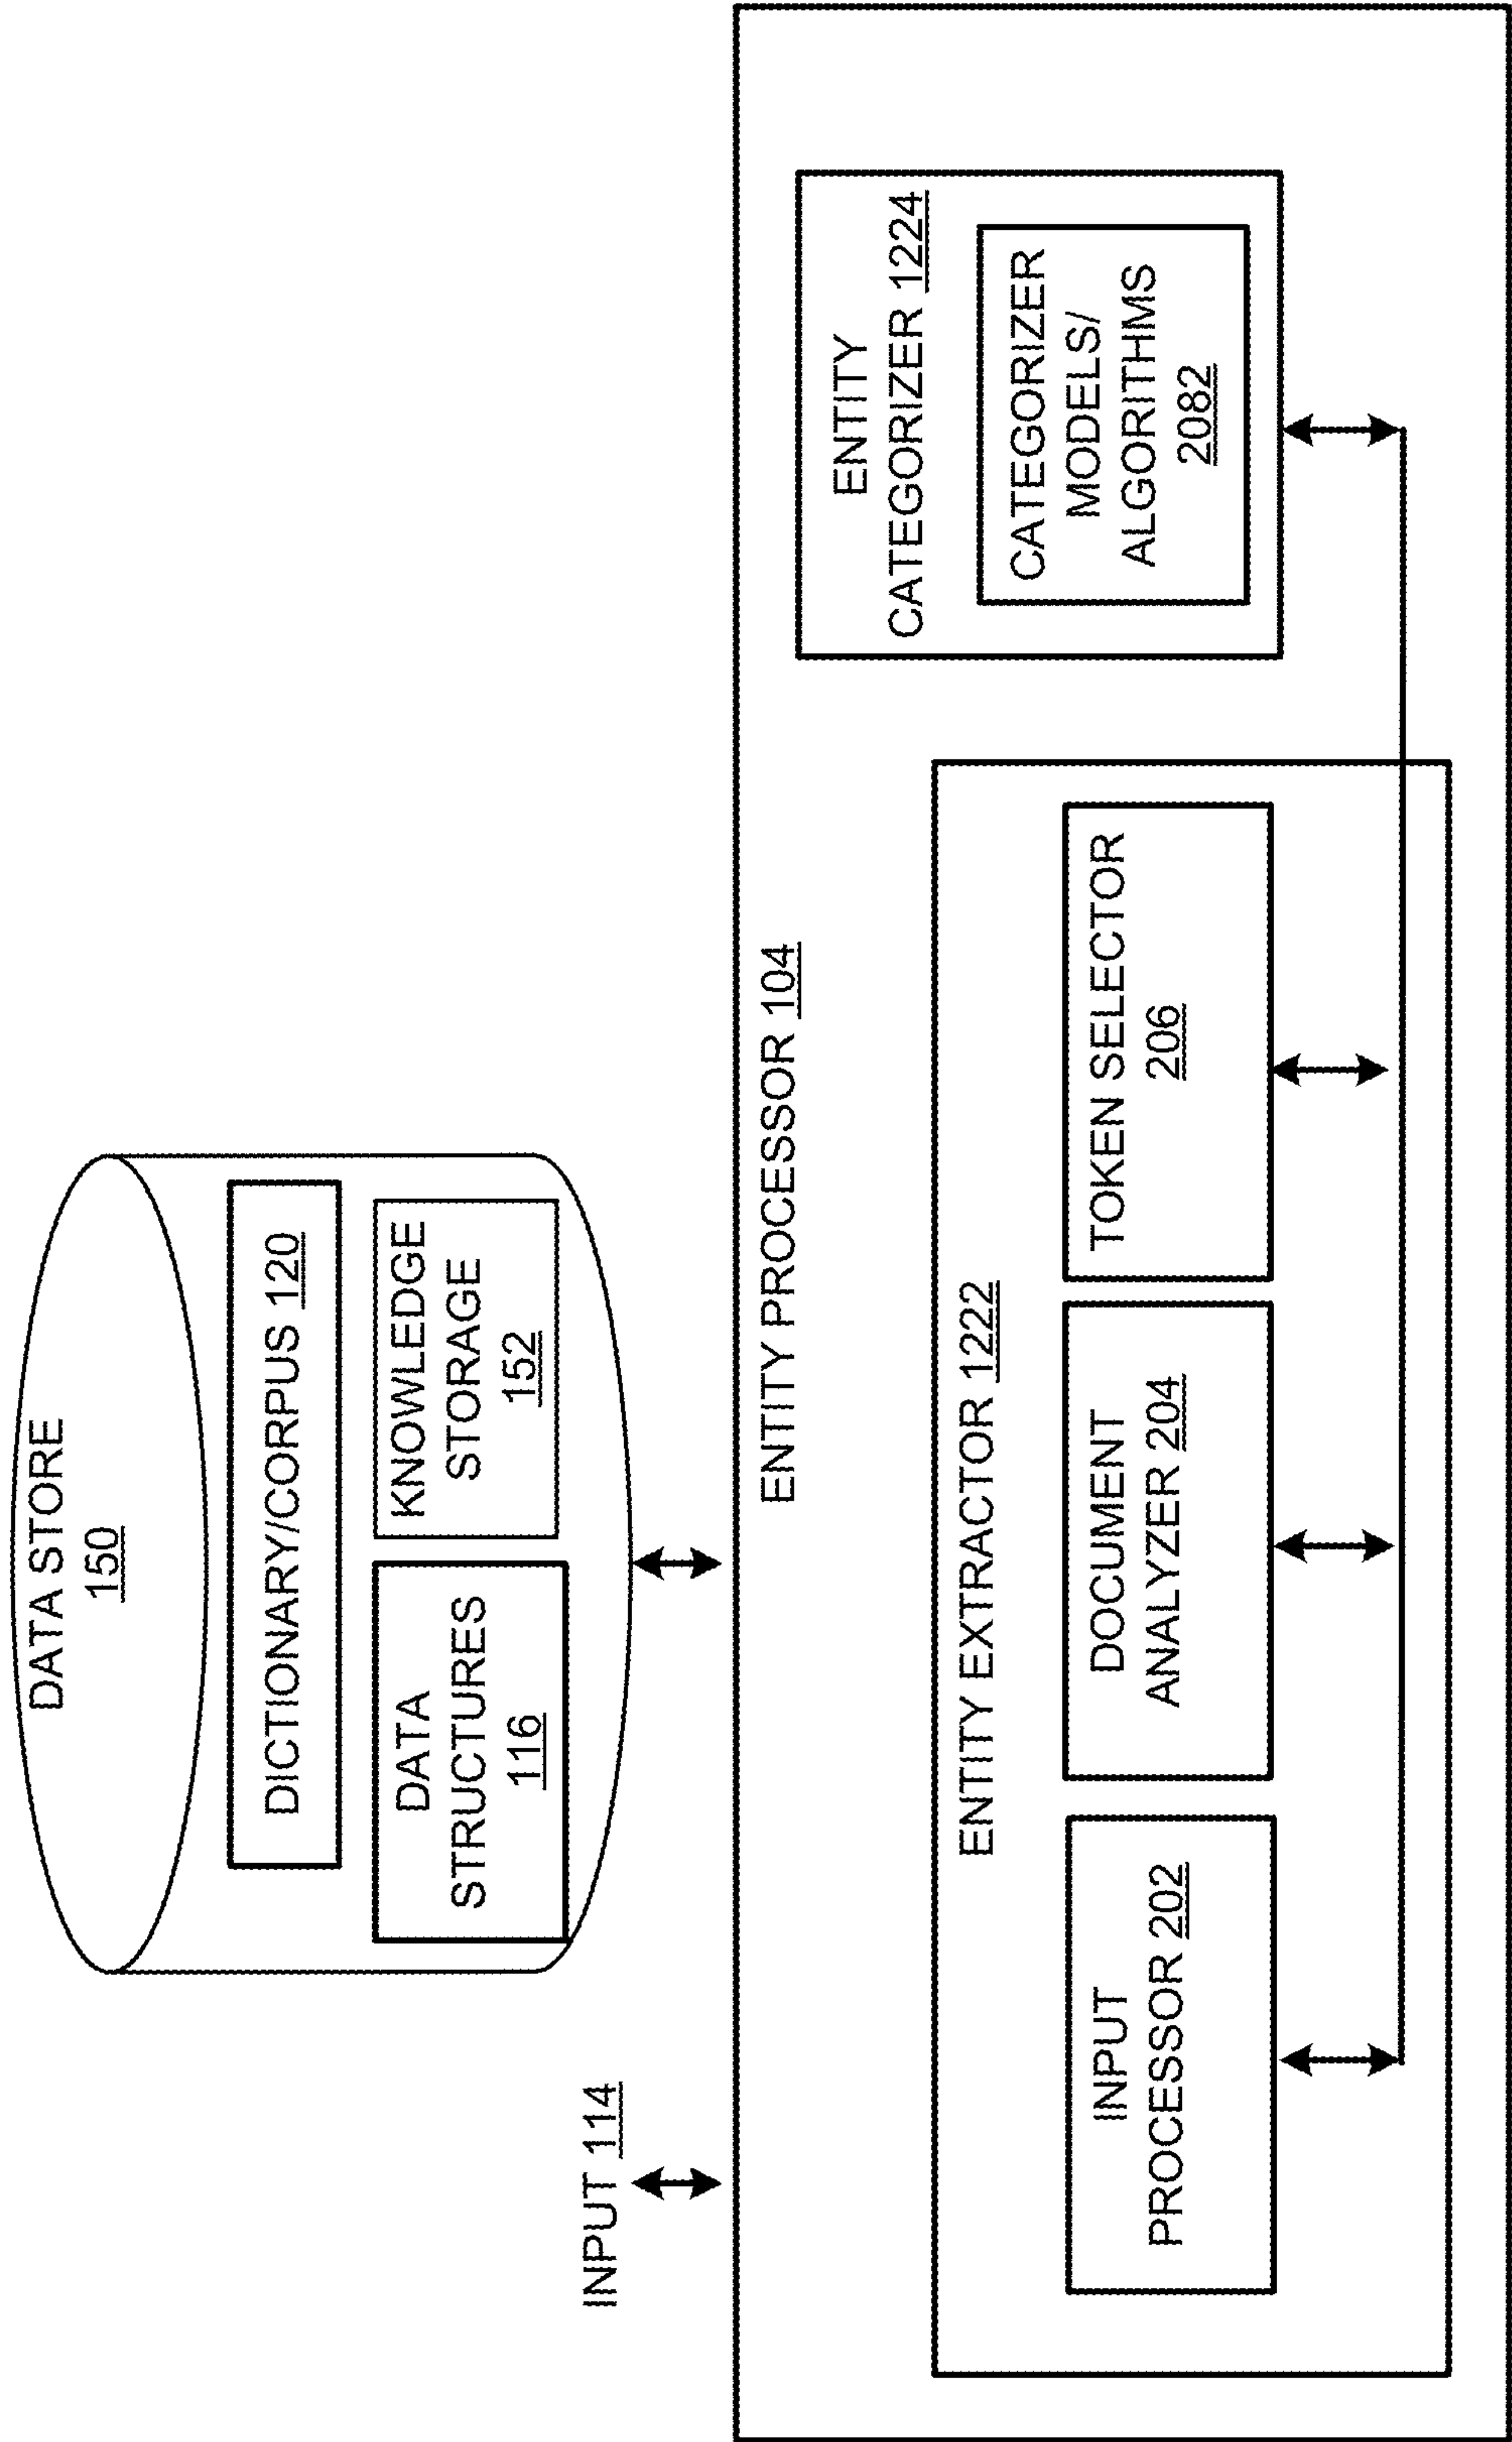 DATA STORE
150
DICTIONARY/CORPUS 120
DATA
STRUCTURES
116
KNOWLEDGE
STORAGE
152
INPUT 114
ENTITY PROCESSOR 104
ENTITY EXTRACTOR 1222
INPUT
PROCESSOR 202
DOCUMENT
ANALYZER 204
TOKEN SELECTOR
206
ENTITY
CATEGORIZER 1224
CATEGORIZER
MODELS/
ALGORITHMS
2082